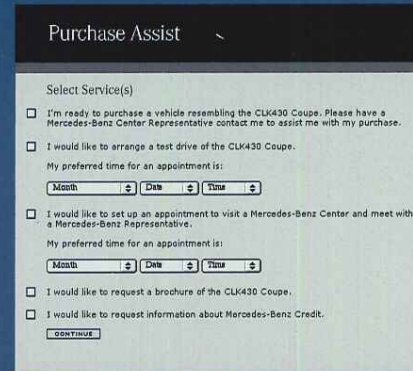 Purchase Assist
Select Service(s)
I'm ready to purchase a vehicle resembling the CLK430 Coupe. Please have a
Mercedes-Benz Center Representative contact me to assist me with my purchase.
I would like to arrange a test drive of the CLK430 Coupe.
My preferred time for an appointment is:
Month Date Time
I would like to set up an appointment to visit a Mercedes-Benz Center and meet with
a Mercedes-Benz Representative.
My preferred time for an appointment is:
Month Date Time
I would like to request a brochure of the CLK430 Coupe.
I would like to request information about Mercedes-Benz Credit.
CONTINUE